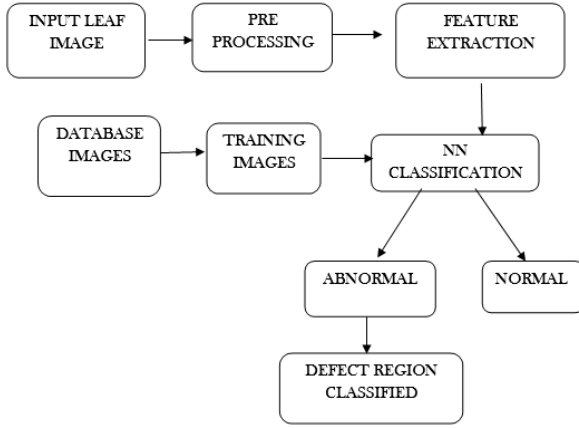 INPUT LEAF
IMAGE
PRE
PROCESSING
FEATURE
EXTRACTION
DATABASE
IMAGES
TRAINING
IMAGES
NN
CLASSIFICATION
ABNORMAL
NORMAL
DEFECT REGION
CLASSIFIED